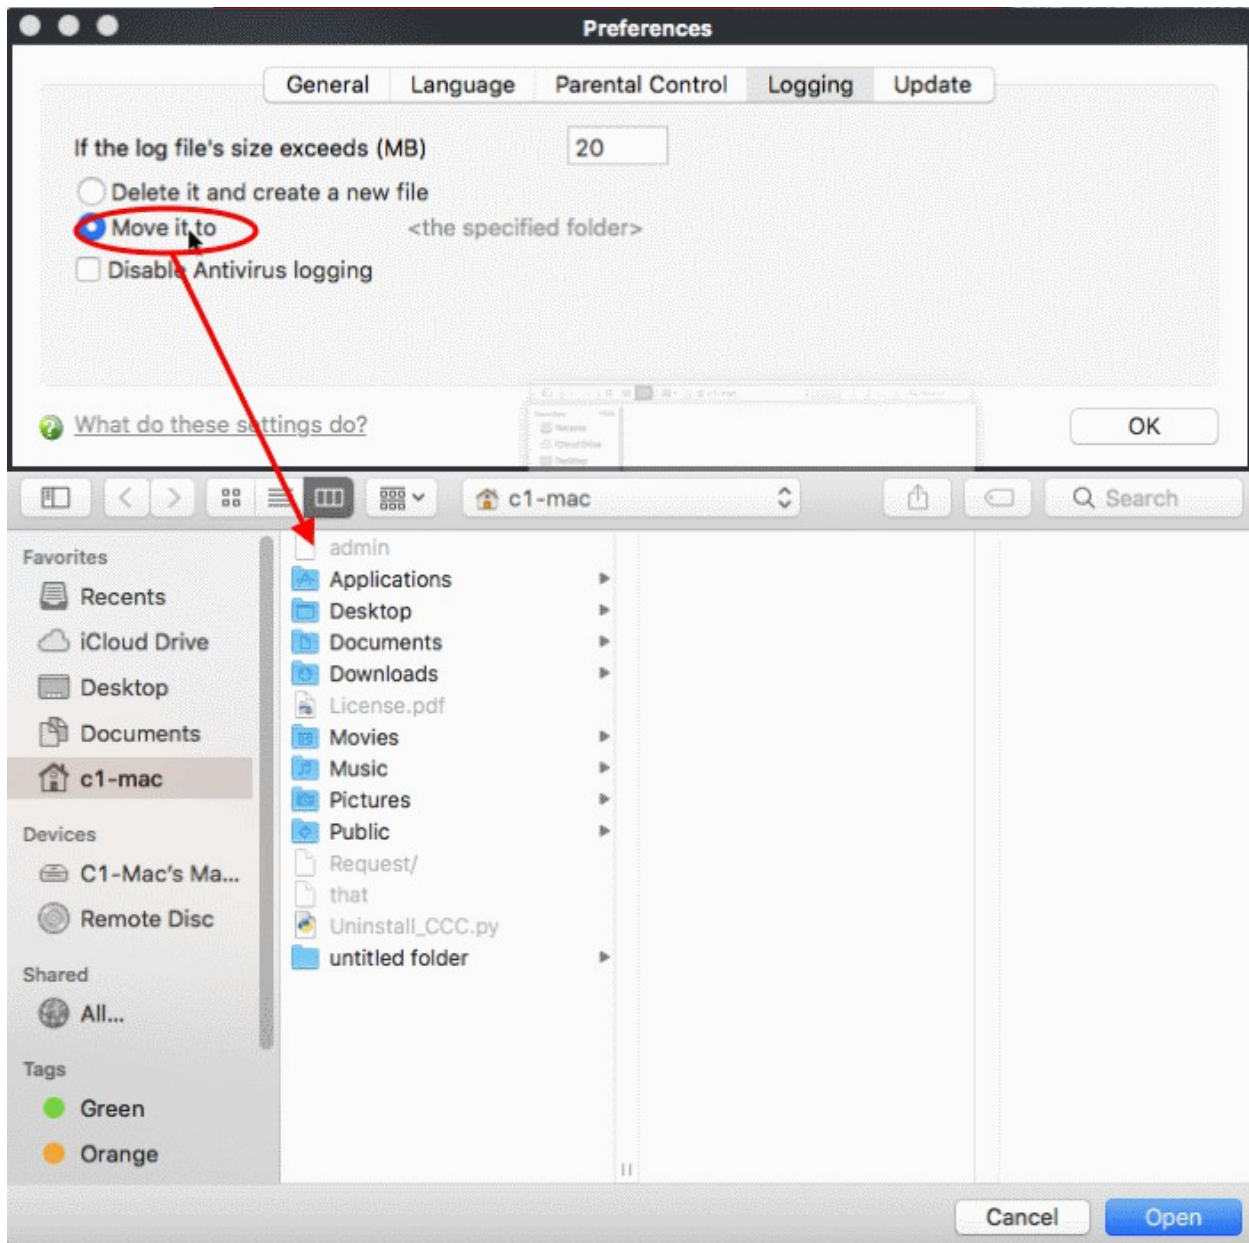 Preferences
General Language Parental Control Logging Update
If the log file's size exceeds (MB) 20
Delete it and create a new file
Move it to <the specified folder>
Disable Antivirus logging
What do these settings do? OK
c1-mac Search
Favorites
Recents
iCloud Drive
Desktop
Documents
c1-mac
Devices
C1-Mac's Ma...
Remote Disc
Shared
All...
Tags
Green
Orange
admin
Applications
Desktop
Documents
Downloads
License.pdf
Movies
Music
Pictures
Public
Request/
that
Uninstall_CCC.py
untitled folder
Cancel Open